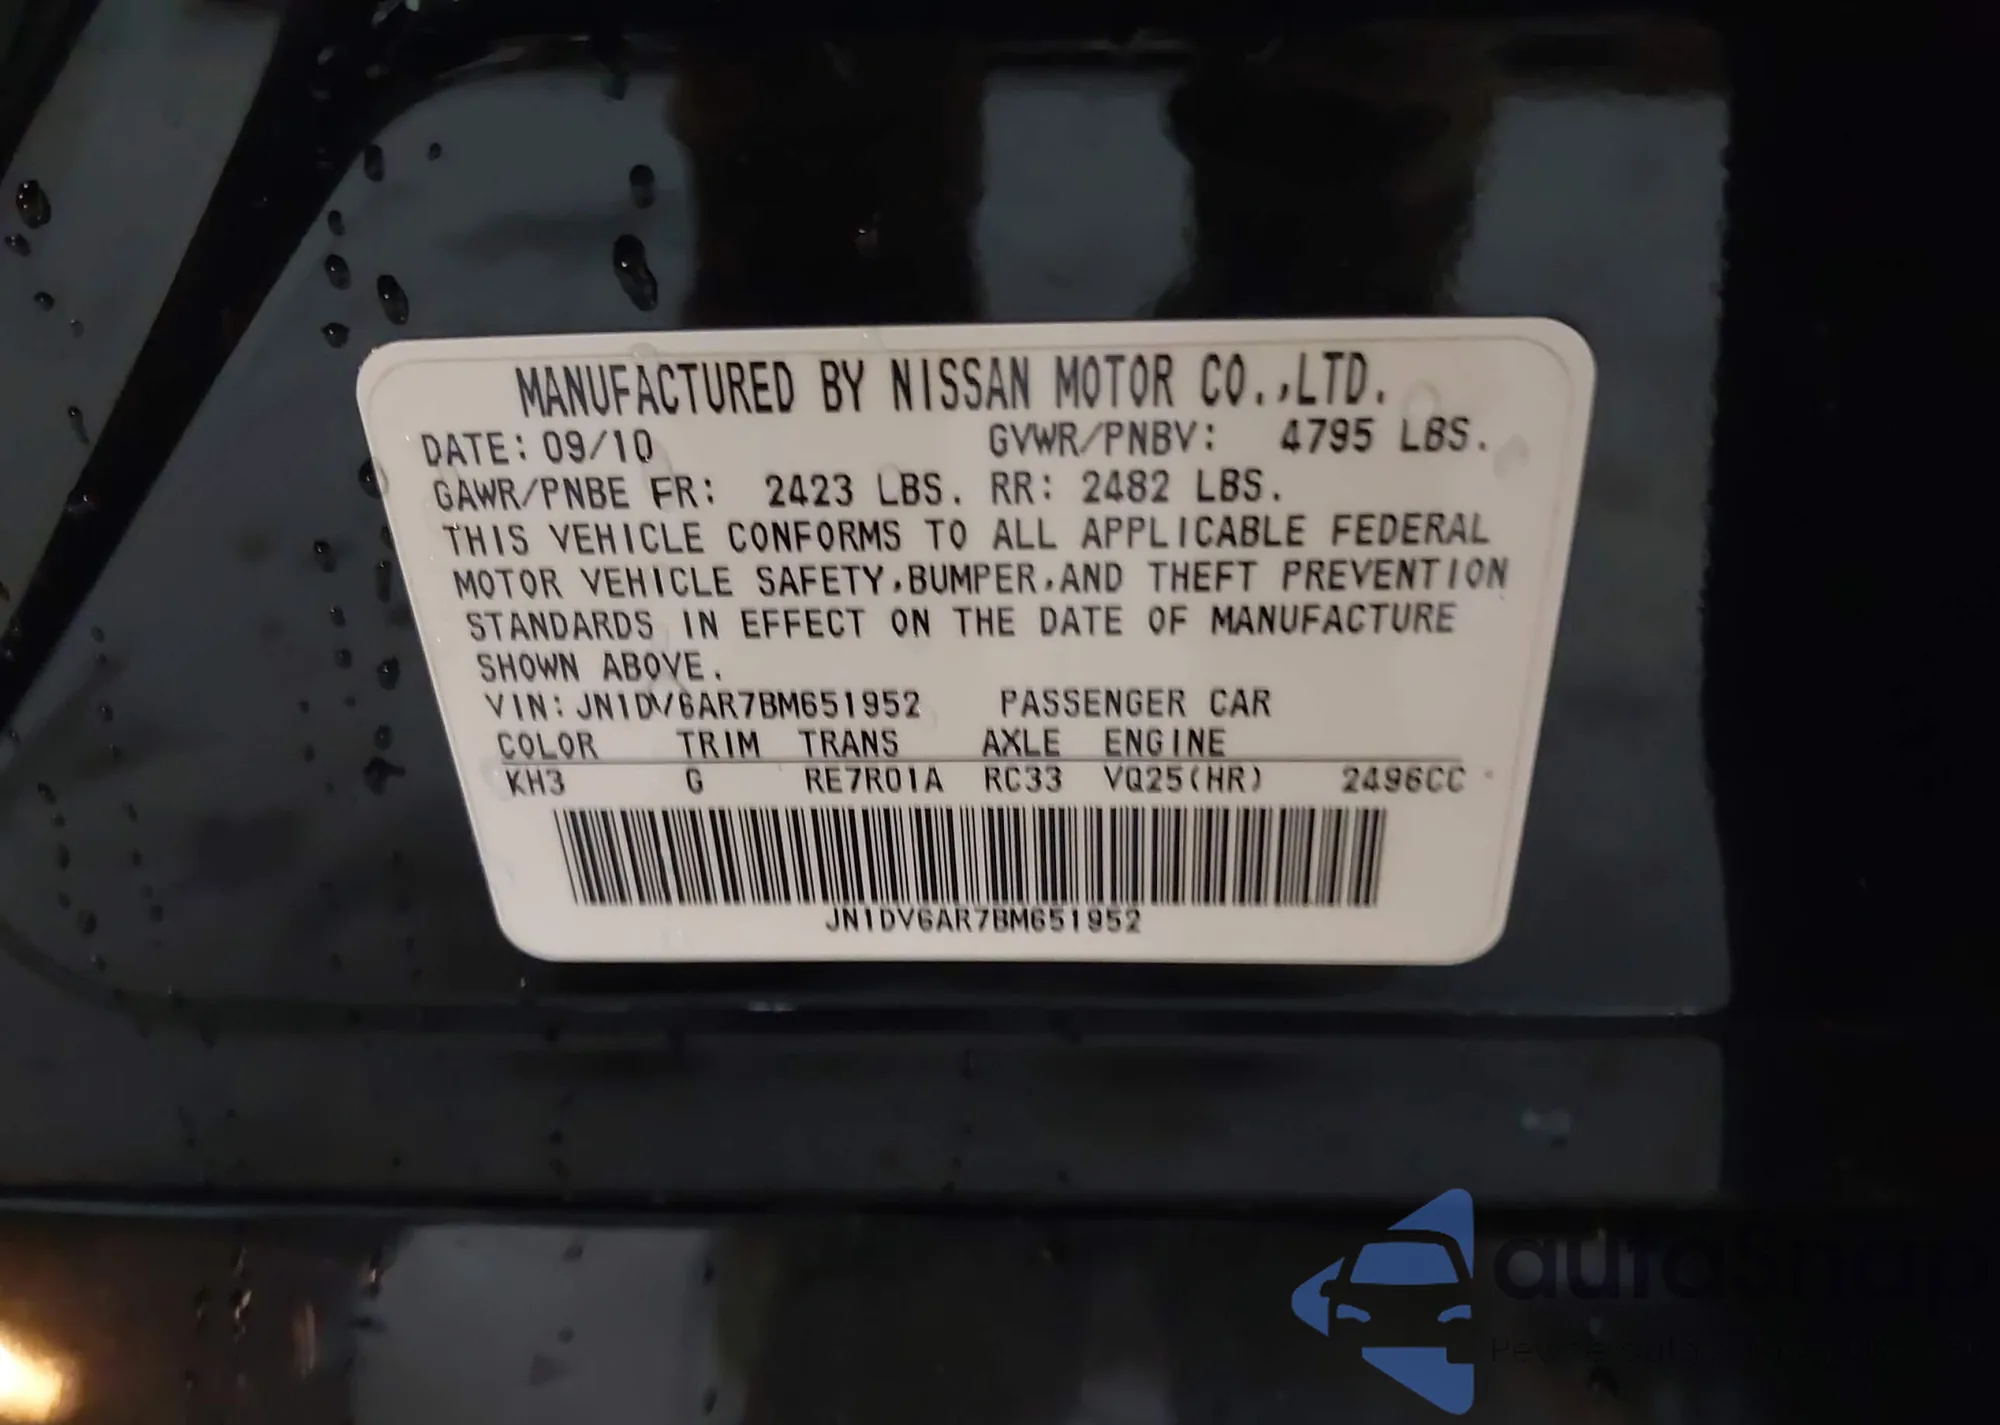 MANUFACTURED BY NISSAN MOTOR CO.,LTD.
DATE: 09/10 GVWR/PNBV: 4795 LBS.
GAWR/PNBE FR: 2423 LBS. RR: 2482 LBS.
THIS VEHICLE CONFORMS TO ALL APPLICABLE FEDERAL
MOTOR VEHICLE SAFETY,BUMPER,AND THEFT PREVENTION
STANDARDS IN EFFECT ON THE DATE OF MANUFACTURE
SHOWN ABOVE.
VIN: JN1DV6AR7BM651952 PASSENGER CAR
COLOR TRIM TRANS AXLE ENGINE
KH3 G RE7R01A RC33 VQ25(HR) 2496CC
JN1DV6AR7BM651952
autosnap